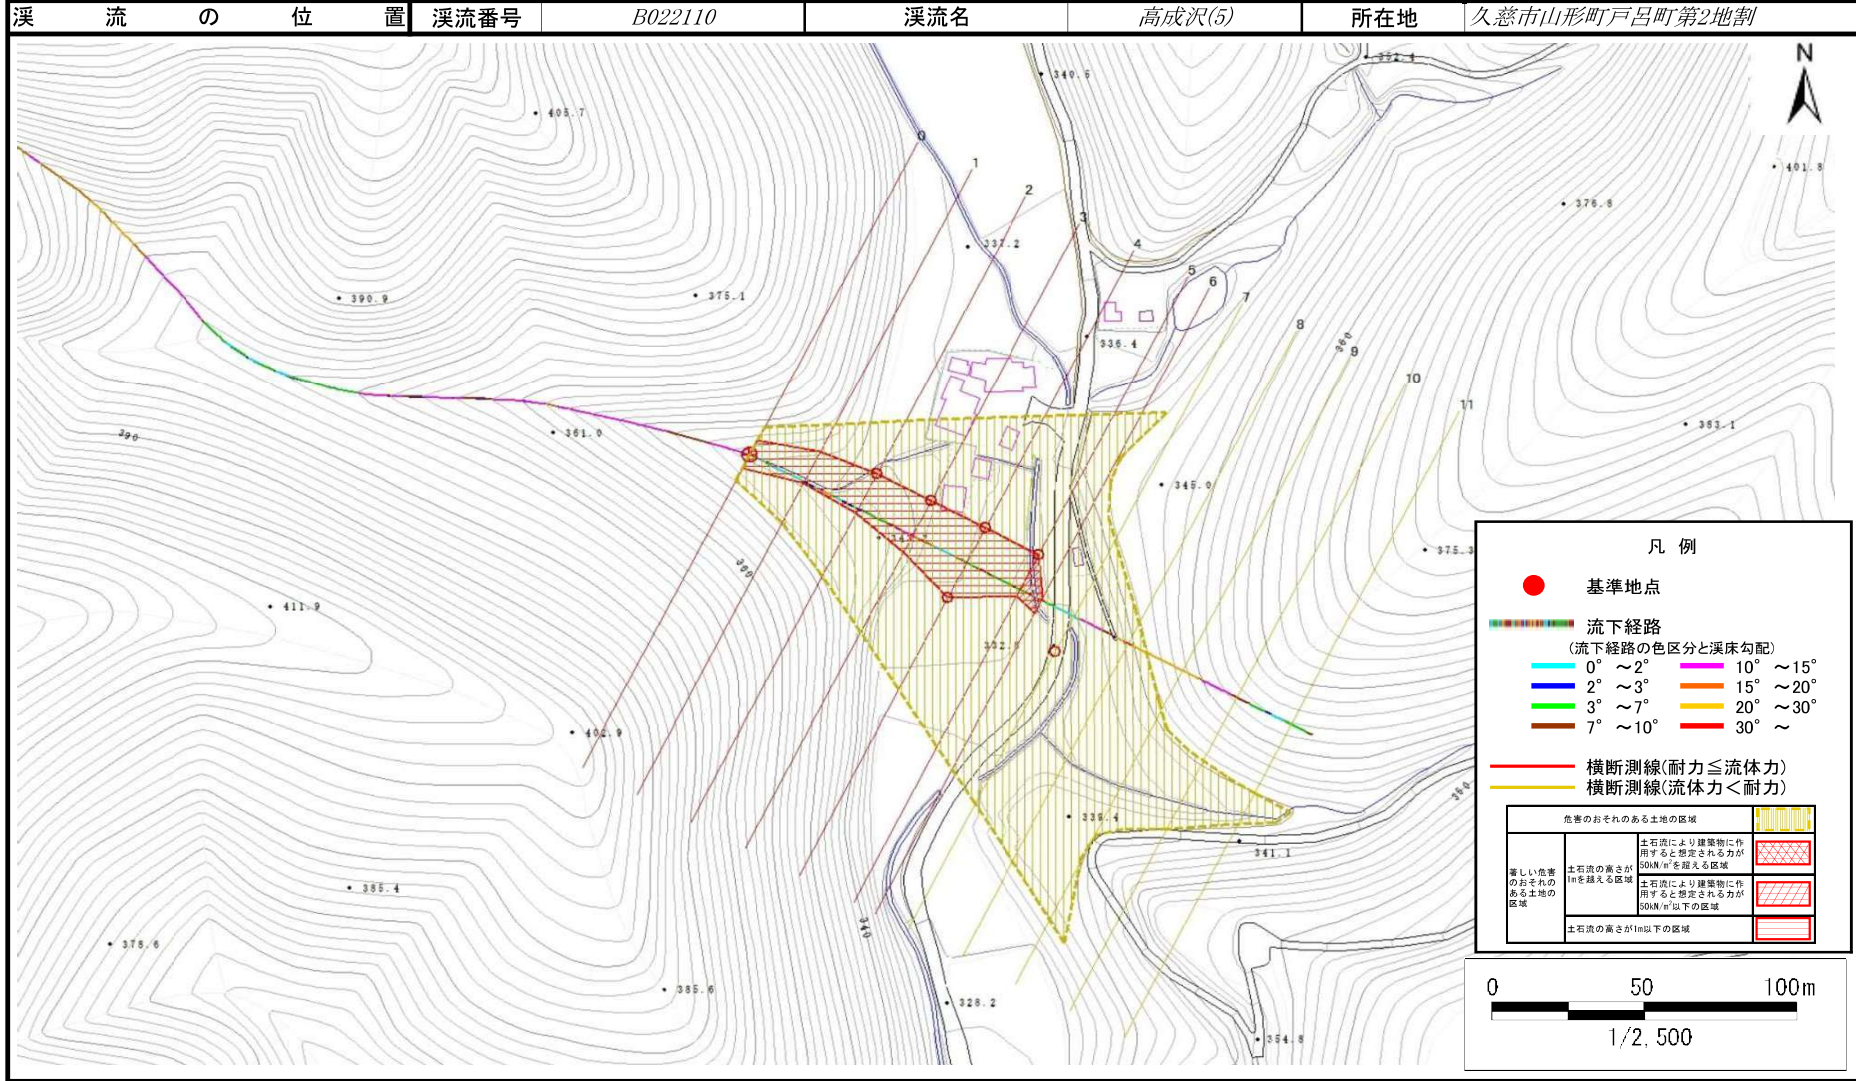 渓流の位置 渓流番号 B022110 渓流名 高成沢(5) 所在地 久慈市山形町戸呂町第2地割
N
340.5
352.4
405.7
0
1
401.8
2
376.8
3
337.2
4
5
6
375.1
390.9
7
8
336.4
360
9
10
11
383.1
390
361.0
345.0
375.3
360
411.9
332.
402.9
360
339.4
341.1
385.4
340
378.6
385.6
328.2
354.8
凡 例
基準地点
流下経路
(流下経路の色区分と渓床勾配)
0° ～2° 10° ～15°
2° ～3° 15° ～20°
3° ～7° 20° ～30°
7° ～10° 30° ～
横断測線(耐力≦流体力)
横断測線(流体力＜耐力)
危害のおそれのある土地の区域
著しい危害
のおそれの
ある土地の
区域
土石流の高さが
1mを越える区域
土石流により建築物に作
用すると想定される力が
50kN/m²を超える区域
土石流により建築物に作
用すると想定される力が
50kN/m²以下の区域
土石流の高さが1m以下の区域
0 50 100m
1/2,500